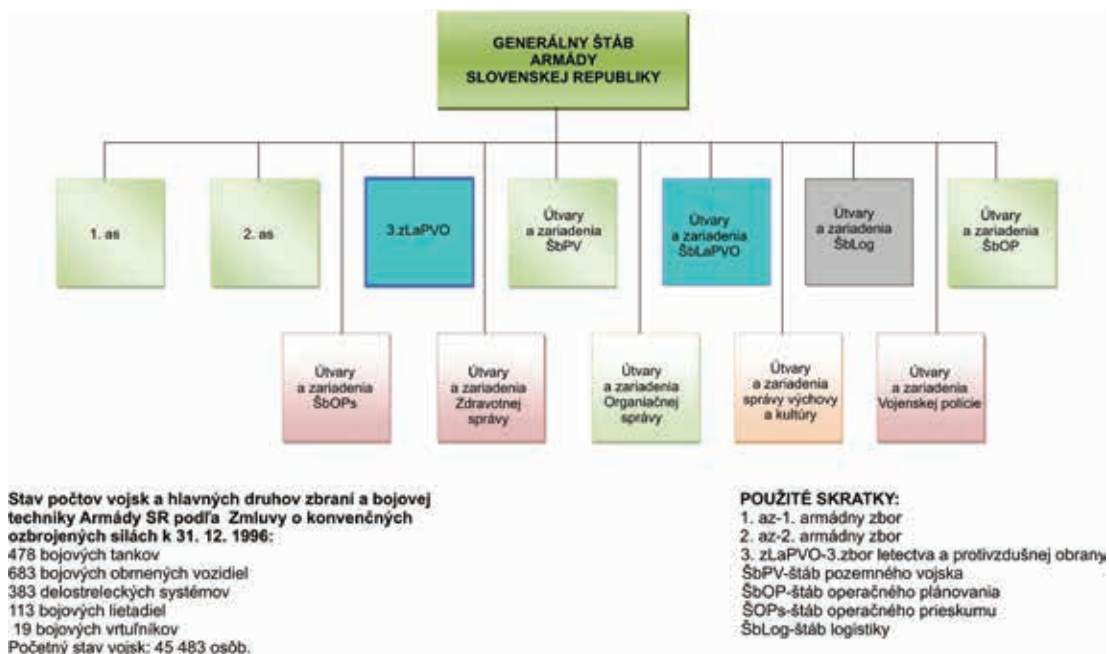 GENERÁLNY ŠTÁB
ARMÁDY
SLOVENSKEJ REPUBLIKY
1. as
2. as
3.zLaPVO
Útvary
a zariadenia
ŠbPV
Útvary
a zariadenia
ŠbLaPVO
Útvary
a zariadenia
ŠbLog
Útvary
a zariadenia
ŠbOP
Útvary
a zariadenia
ŠbOPs
Útvary
a zariadenia
Zdravotnej
správy
Útvary
a zariadenia
Organiačnej
správy
Útvary
a zariadenia
správy výchovy
a kultúry
Útvary
a zariadenia
Vojenskej polície
Stav počtov vojsk a hlavných druhov zbraní a bojovej
techniky Armády SR podľa Zmluvy o konvenčných
ozbrojených silách k 31. 12. 1996:
478 bojových tankov
683 bojových obrnených vozidiel
383 delostreleckých systémov
113 bojových lietadiel
19 bojových vrtuľníkov
Početný stav vojsk: 45 483 osôb.
POUŽITÉ SKRATKY:
1. az-1. armádny zbor
2. az-2. armádny zbor
3. zLaPVO-3.zbor letectva a protivzdušnej obrany
ŠbPV-štáb pozemného vojska
ŠbOP-štáb operačného plánovania
ŠOPs-štáb operačného prieskumu
ŠbLog-štáb logistiky